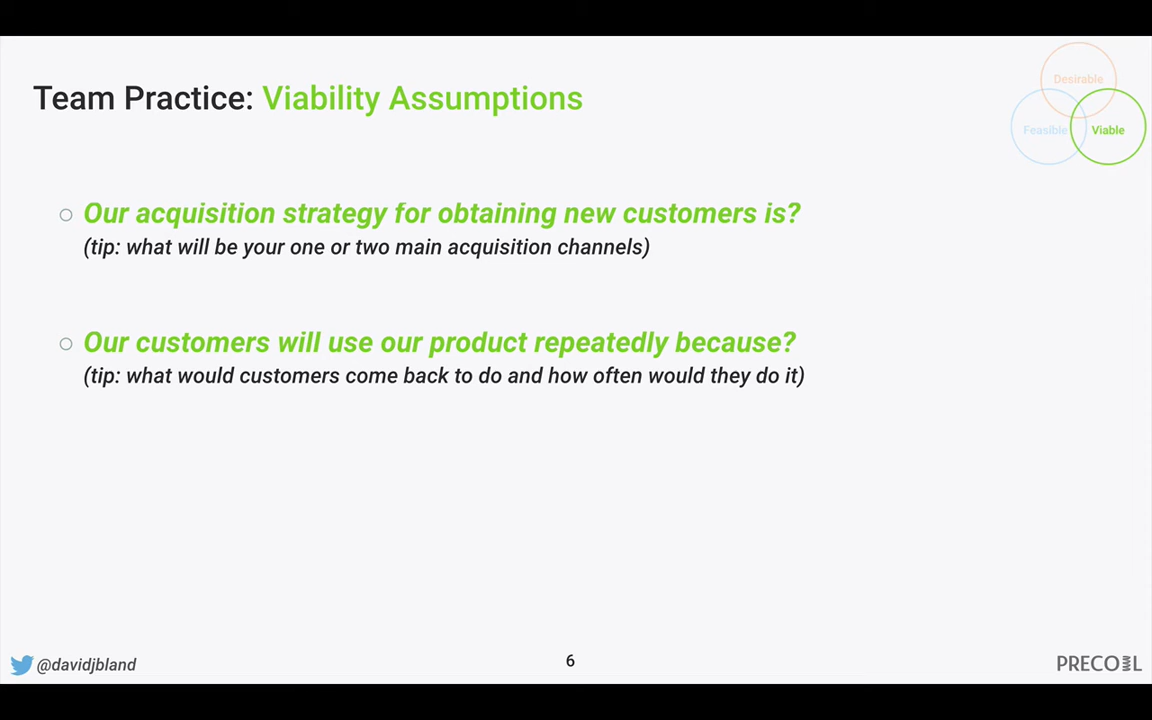 Team Practice: Viability Assumptions
Desirable
Feasible
Viable
Our acquisition strategy for obtaining new customers is?
(tip: what will be your one or two main acquisition channels)
Our customers will use our product repeatedly because?
(tip: what would customers come back to do and how often would they do it)
@davidjbland
6
PRECOIL